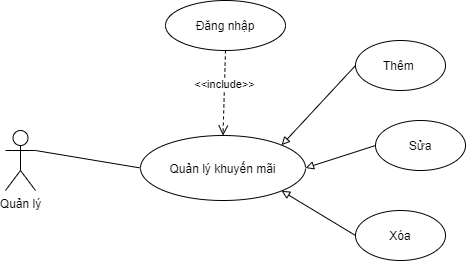 Đăng nhập
<<include>>
Thêm
Sửa
Quản lý khuyến mãi
Quản lý
Xóa